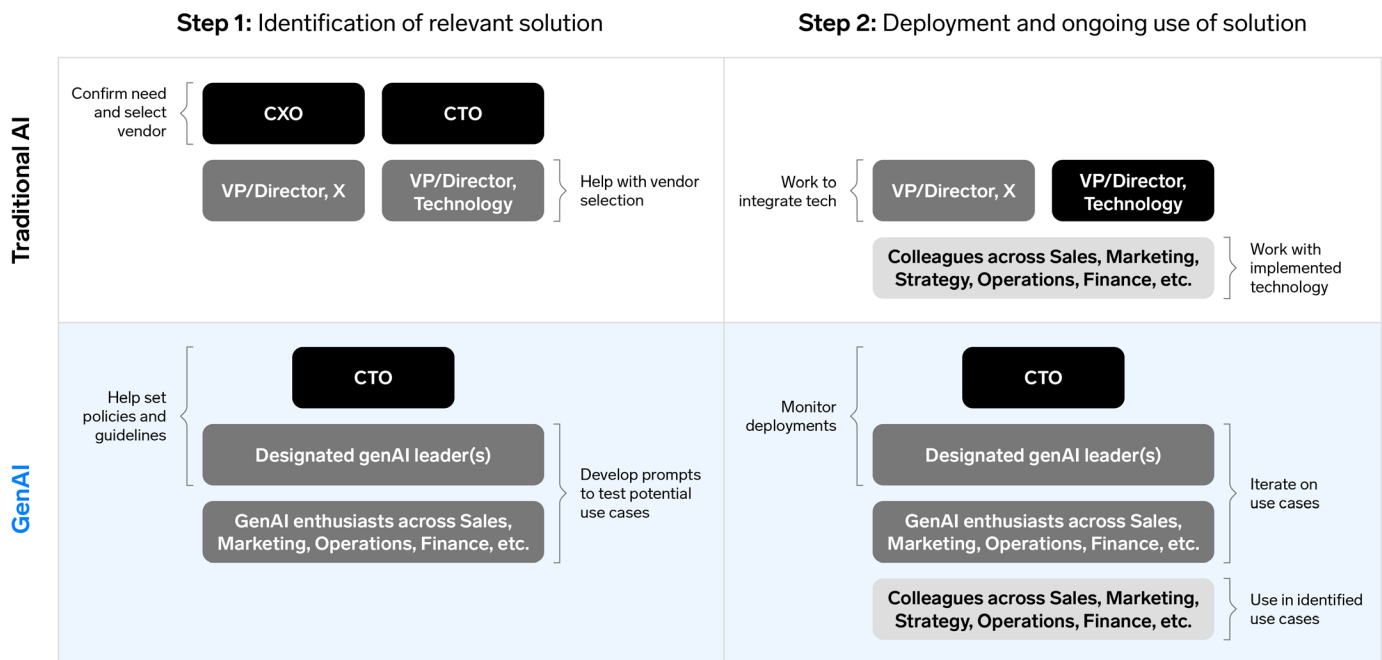 Step 1: Identification of relevant solution
Step 2: Deployment and ongoing use of solution
Traditional AI
Confirm need
and select
vendor
CXO
CTO
VP/Director, X
VP/Director,
Technology
Help with vendor
selection
Work to
integrate tech
VP/Director, X
VP/Director,
Technology
Colleagues across Sales, Marketing,
Strategy, Operations, Finance, etc.
Work with
implemented
technology
GenAI
Help set
policies and
guidelines
CTO
Designated genAI leader(s)
GenAI enthusiasts across Sales,
Marketing, Operations, Finance, etc.
Develop prompts
to test potential
use cases
Monitor
deployments
CTO
Designated genAI leader(s)
GenAI enthusiasts across Sales,
Marketing, Operations, Finance, etc.
Iterate on
use cases
Colleagues across Sales, Marketing,
Strategy, Operations, Finance, etc.
Use in identified
use cases